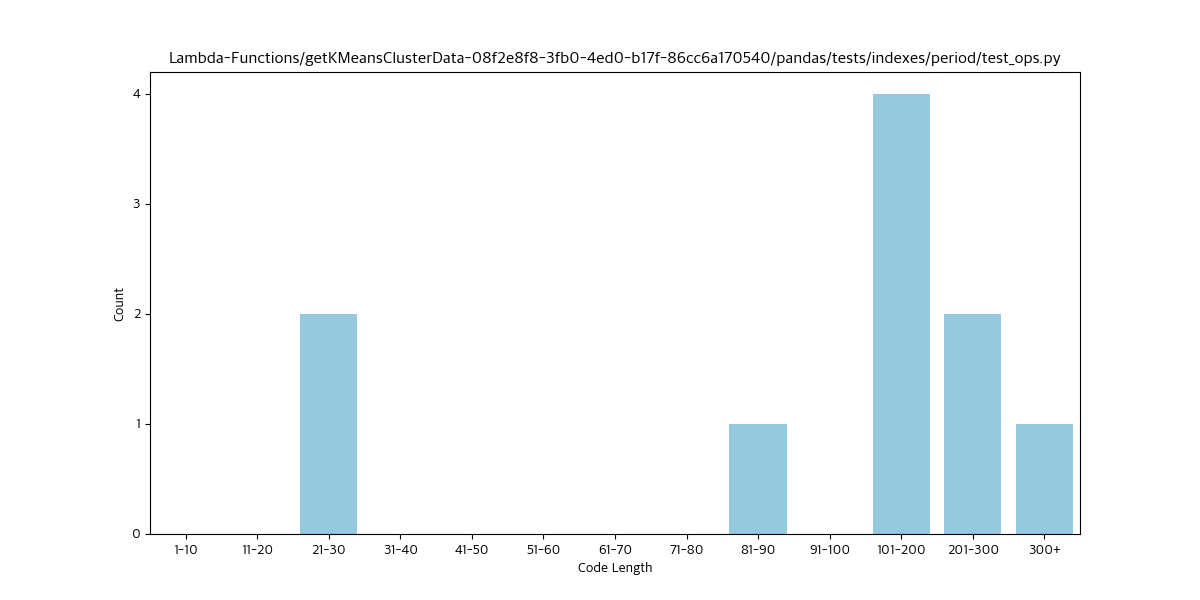 Lambda-Functions/getKMeansClusterData-08f2e8f8-3fb0-4ed0-b17f-86cc6a170540/pandas/tests/indexes/period/test_ops.py
4
3
2
1
0
Count
1-10 11-20 21-30 31-40 41-50 51-60 61-70 71-80 81-90 91-100 101-200 201-300 300+
Code Length